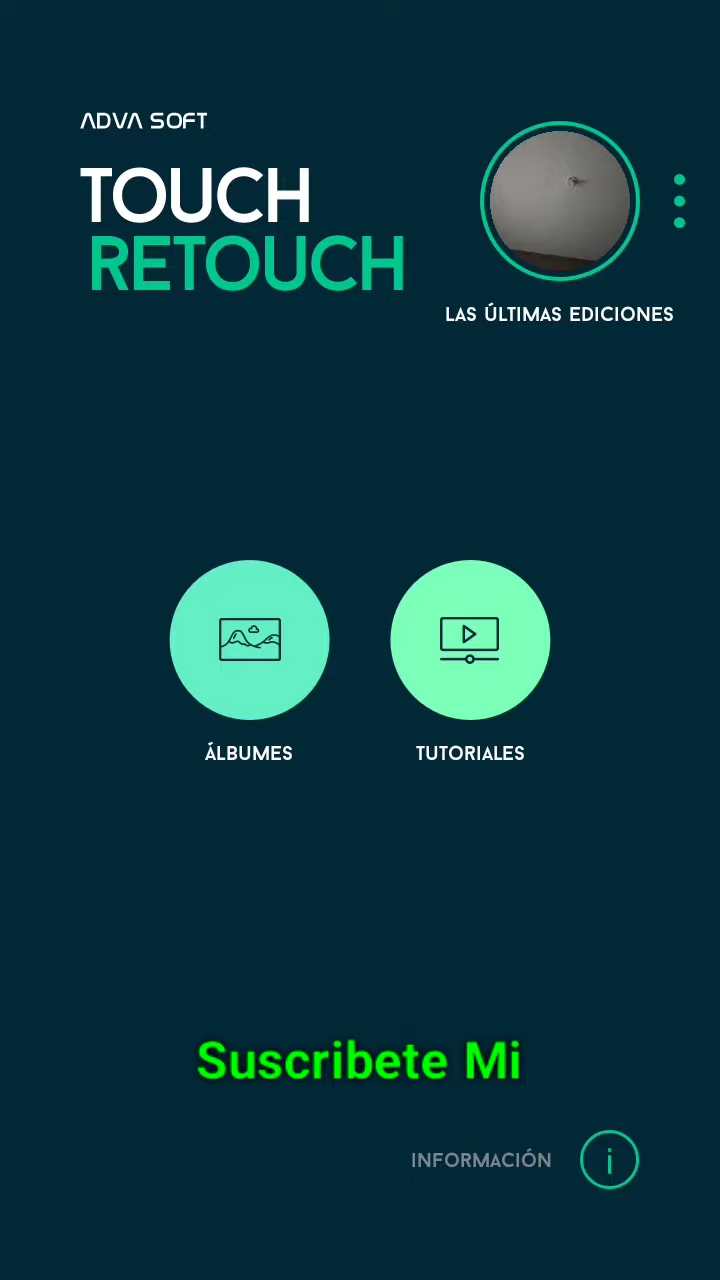 ADVA SOFT
TOUCH
RETOUCH
LAS ÚLTIMAS EDICIONES
ÁLBUMES
TUTORIALES
Suscribete Mi
INFORMACIÓN
i